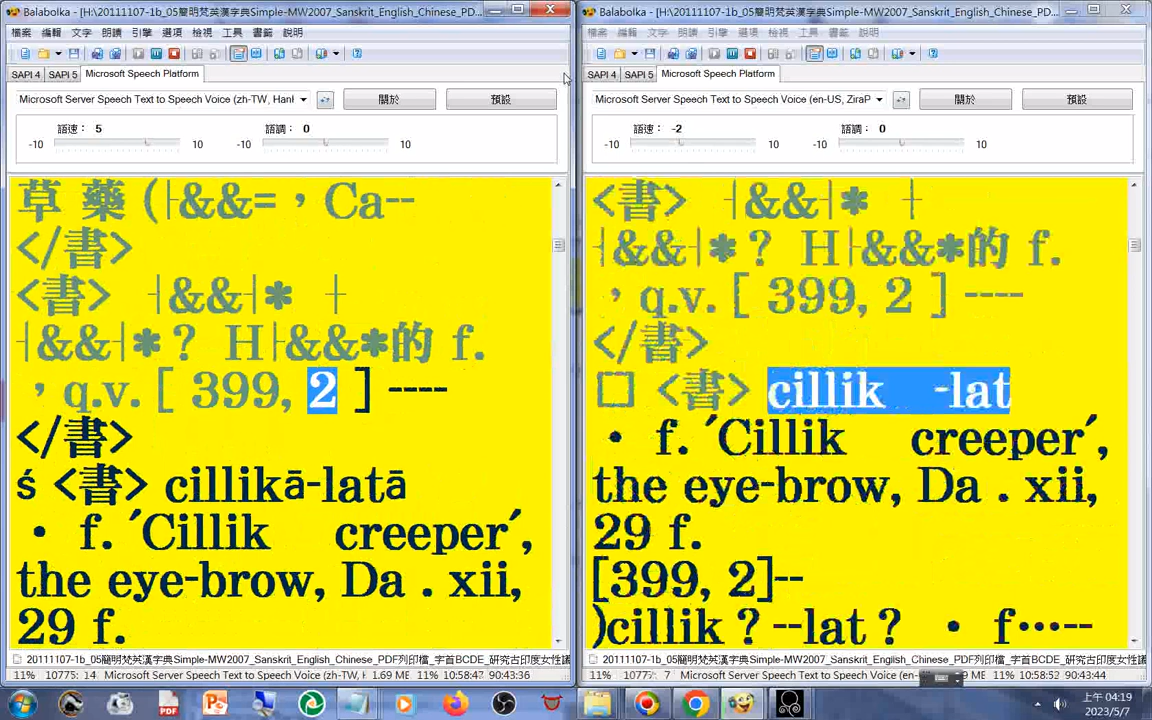 Balabolka - [H:\20111107-1b_05簡明梵英漢字典Simple-MW2007_Sanskrit_English_Chinese_PD...
檔案 編輯 文字 朗讀 引擎 選項 檢視 工具 書籤 說明
SAPI 4 SAPI 5 Microsoft Speech Platform
Microsoft Server Speech Text to Speech Voice (zh-TW, Hanl 關於 預設
語速： 5 語調： 0
-10 10 -10 10
草 藥 (├&&=，Ca--
</書>
<書> ┤&&┤* ┼
┤&&┤*？ H├&&*的 f.
，q.v. [ 399, 2 ] ----
</書>
ś <書> cillikā-latā
• f. ′Cillik creeper′,
the eye-brow, Da . xii,
29 f.
20111107-1b_05簡明梵英漢字典Simple-MW2007_Sanskrit_English_Chinese_PDF列印檔_字首BCDE_研究古印度女性議
11% 10775: 14 Microsoft Server Speech Text to Speech Voice (zh-TW, H 1.69 MB 11% 10:58:47 90:43:36
Balabolka - [H:\20111107-1b_05簡明梵英漢字典Simple-MW2007_Sanskrit_English_Chinese_PD...
檔案 編輯 文字 朗讀 引擎 選項 檢視 工具 書籤 說明
SAPI 4 SAPI 5 Microsoft Speech Platform
Microsoft Server Speech Text to Speech Voice (en-US, ZiraP 關於 預設
語速： -2 語調： 0
-10 10 -10 10
<書> ┤&&┤* ┼
┤&&┤*？ H├&&*的 f.
，q.v. [ 399, 2 ] ----
</書>
□ <書> cillik -lat
• f. ′Cillik creeper′,
the eye-brow, Da . xii,
29 f.
[399, 2]--
)cillik？--lat？ • f⋯--
20111107-1b_05簡明梵英漢字典Simple-MW2007_Sanskrit_English_Chinese_PDF列印檔_字首BCDE_研究古印度女性議
11% 10772: 7 Microsoft Server Speech Text to Speech Voice (en- 11% 10:58:52 90:43:44
上午 04:19
2023/5/7